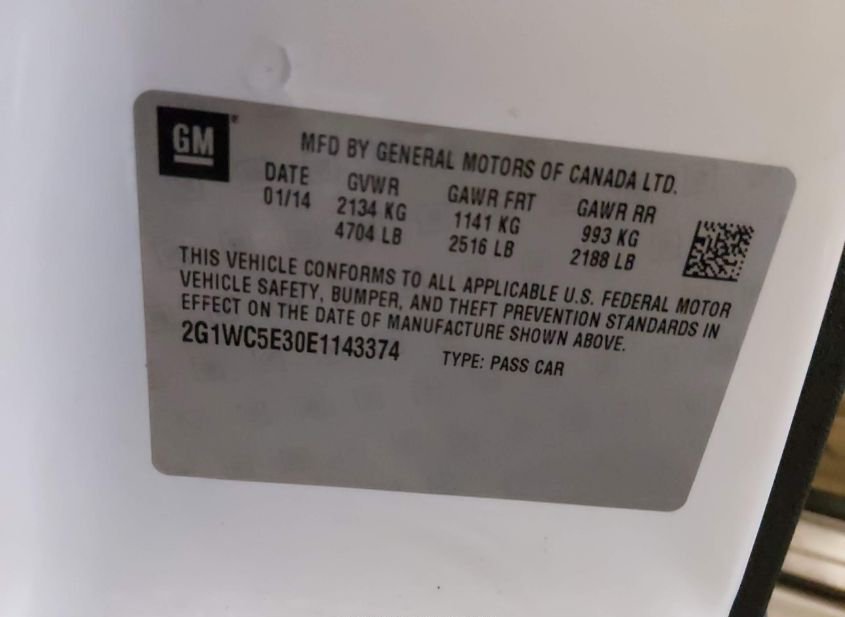 GM
MFD BY GENERAL MOTORS OF CANADA LTD.
DATE GVWR GAWR FRT GAWR RR
01/14 2134 KG 1141 KG 993 KG
4704 LB 2516 LB 2188 LB
THIS VEHICLE CONFORMS TO ALL APPLICABLE U.S. FEDERAL MOTOR
VEHICLE SAFETY, BUMPER, AND THEFT PREVENTION STANDARDS IN
EFFECT ON THE DATE OF MANUFACTURE SHOWN ABOVE.
2G1WC5E30E1143374 TYPE: PASS CAR